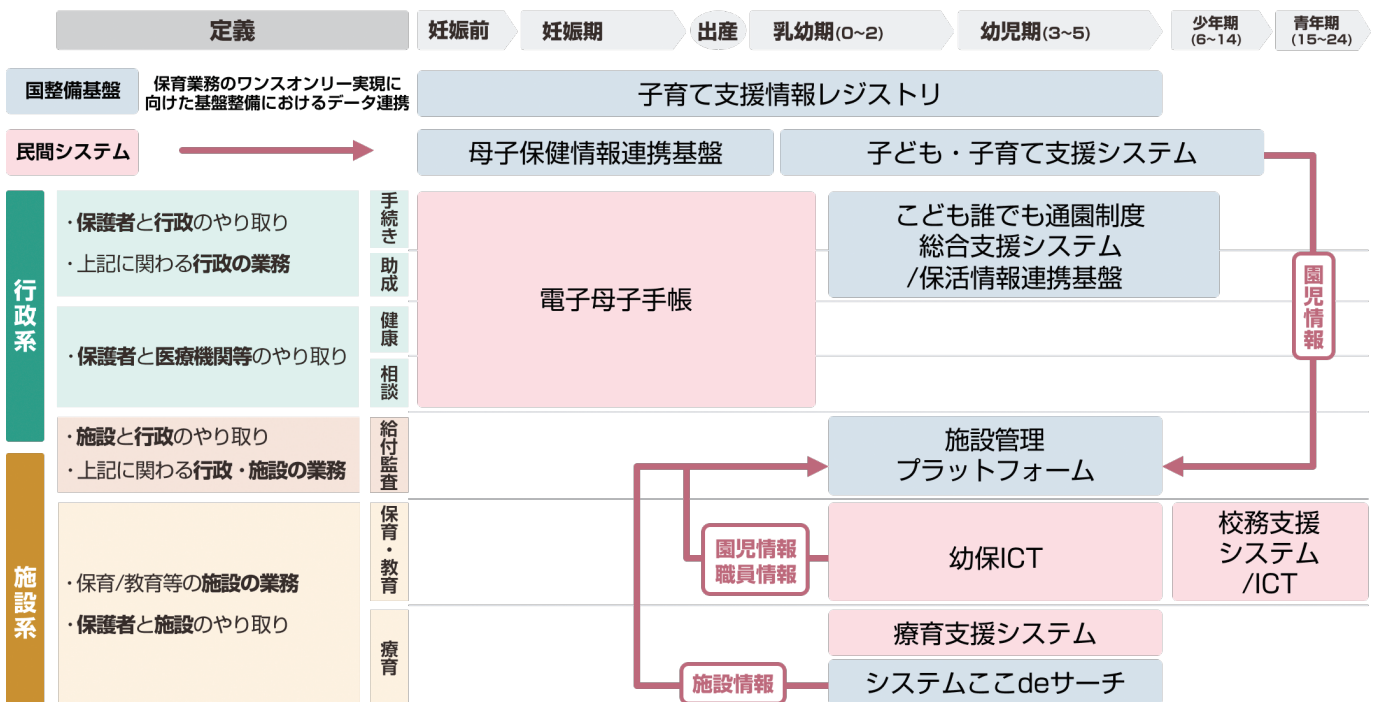 定義
妊娠前
妊娠期
出産
乳幼期(0~2)
幼児期(3~5)
少年期
(6~14)
青年期
(15~24)
国整備基盤
保育業務のワンスオンリー実現に
向けた基盤整備におけるデータ連携
子育て支援情報レジストリ
民間システム
母子保健情報連携基盤
子ども・子育て支援システム
行政系
・保護者と行政のやり取り
・上記に関わる行政の業務
手続き
助成
電子母子手帳
こども誰でも通園制度
総合支援システム
/保活情報連携基盤
園児情報
・保護者と医療機関等のやり取り
健康
相談
・施設と行政のやり取り
・上記に関わる行政・施設の業務
給付監査
施設管理
プラットフォーム
施設系
・保育/教育等の施設の業務
・保護者と施設のやり取り
保育・教育
園児情報
職員情報
幼保ICT
校務支援
システム
/ICT
療育
療育支援システム
施設情報
システムここdeサーチ